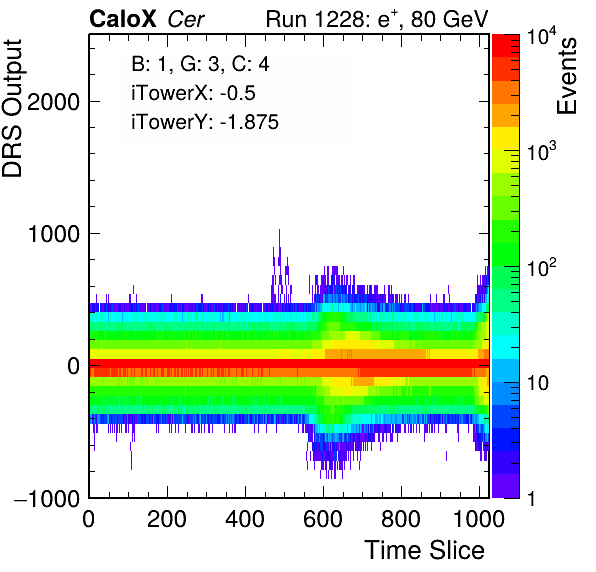 CaloX Cer
Run 1228: e⁺, 80 GeV
B: 1, G: 3, C: 4
iTowerX: -0.5
iTowerY: -1.875
DRS Output
2000
1000
0
−1000
0 200 400 600 800 1000
Time Slice
10⁴
10³
10²
10
1
Events